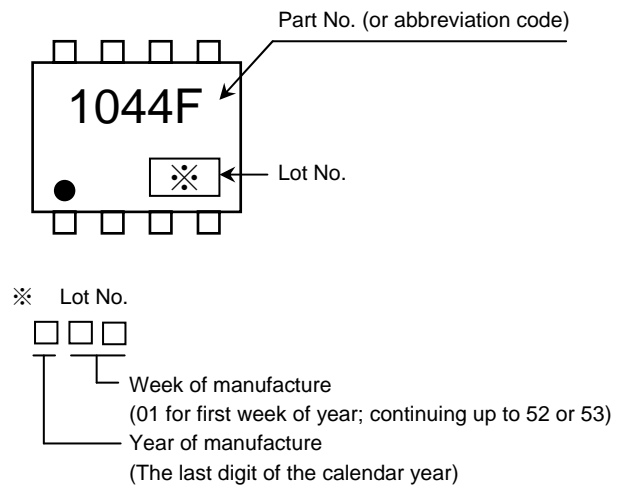 Part No. (or abbreviation code)
1044F
※
Lot No.
※ Lot No.
Week of manufacture
(01 for first week of year; continuing up to 52 or 53)
Year of manufacture
(The last digit of the calendar year)